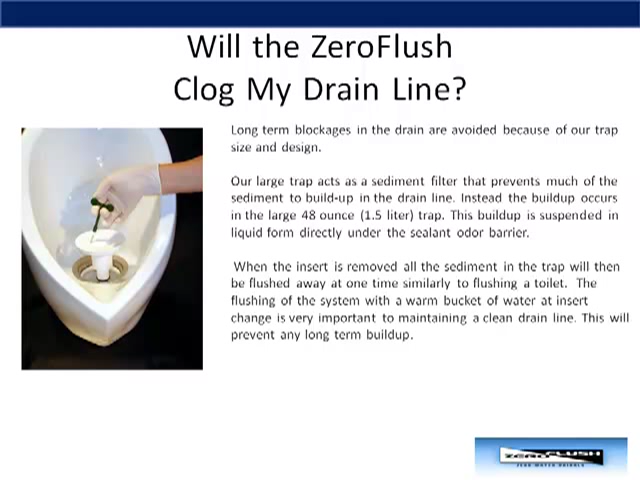 Will the ZeroFlush
Clog My Drain Line?
Long term blockages in the drain are avoided because of our trap
size and design.
Our large trap acts as a sediment filter that prevents much of the
sediment to build-up in the drain line. Instead the buildup occurs
in the large 48 ounce (1.5 liter) trap. This buildup is suspended in
liquid form directly under the sealant odor barrier.
When the insert is removed all the sediment in the trap will then
be flushed away at one time similarly to flushing a toilet. The
flushing of the system with a warm bucket of water at insert
change is very important to maintaining a clean drain line. This will
prevent any long term buildup.
ZEROFLUSH
ZERO WATER URINALS